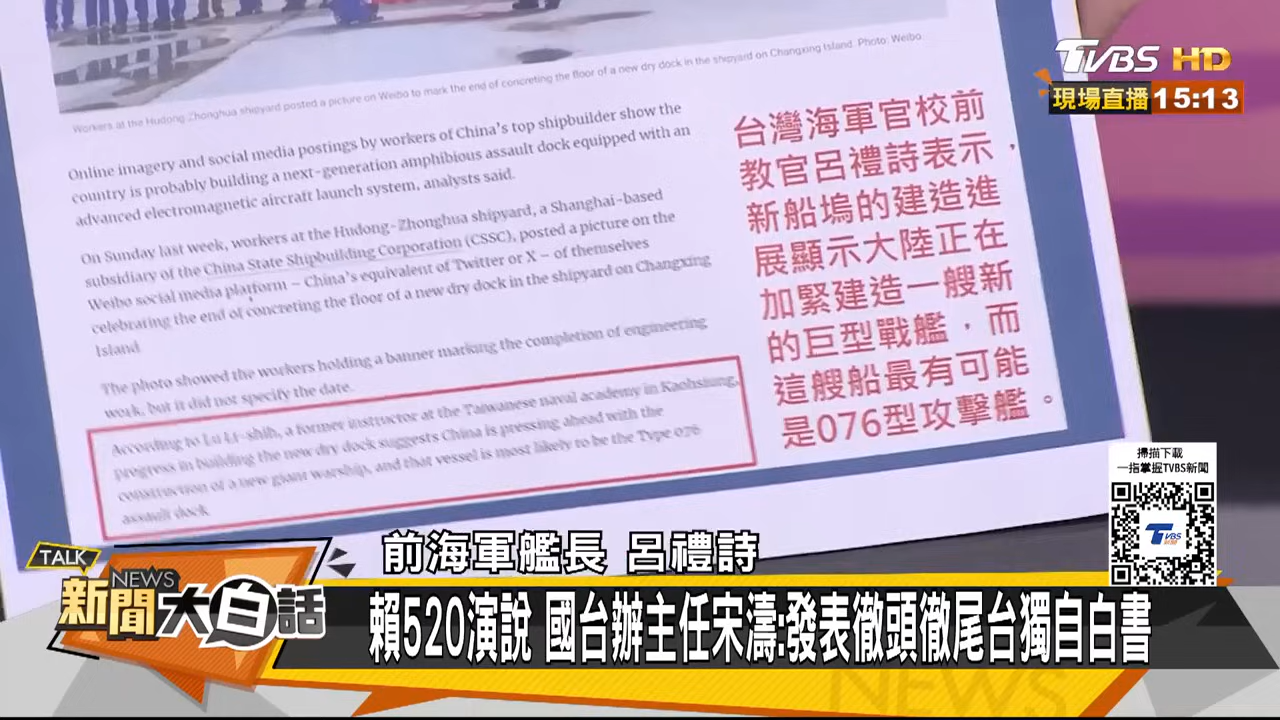 Workers at the Hudong-Zhonghua shipyard posted a picture on Weibo to mark the end of concreting the floor of a new dry dock in the shipyard on Changxing Island. Photo: Weibo
Online imagery and social media postings by workers of China's top shipbuilder show the
country is probably building a next-generation amphibious assault dock equipped with an
advanced electromagnetic aircraft launch system, analysts said.
On Sunday last week, workers at the Hudong-Zhonghua shipyard, a Shanghai-based
subsidiary of the China State Shipbuilding Corporation (CSSC), posted a picture on the
Weibo social media platform – China's equivalent of Twitter or X – of themselves
celebrating the end of concreting the floor of a new dry dock in the shipyard on Changxing
Island.
The photo showed the workers holding a banner marking the completion of engineering
work, but it did not specify the date.
According to Lu Li-shih, a former instructor at the Taiwanese naval academy in Kaohsiung,
progress in building the new dry dock suggests China is pressing ahead with the
construction of a new giant warship, and that vessel is most likely to be the Type 076
assault dock.
台灣海軍官校前
教官呂禮詩表示，
新船塢的建造進
展顯示大陸正在
加緊建造一艘新
的巨型戰艦，而
這艘船最有可能
是076型攻擊艦。
TVBS HD
現場直播 15:13
掃描下載
一指掌握TVBS新聞
TVBS
新聞
前海軍艦長 呂禮詩
TALK
NEWS
新聞大白話
賴520演說 國台辦主任宋濤:發表徹頭徹尾台獨自白書
NEWS